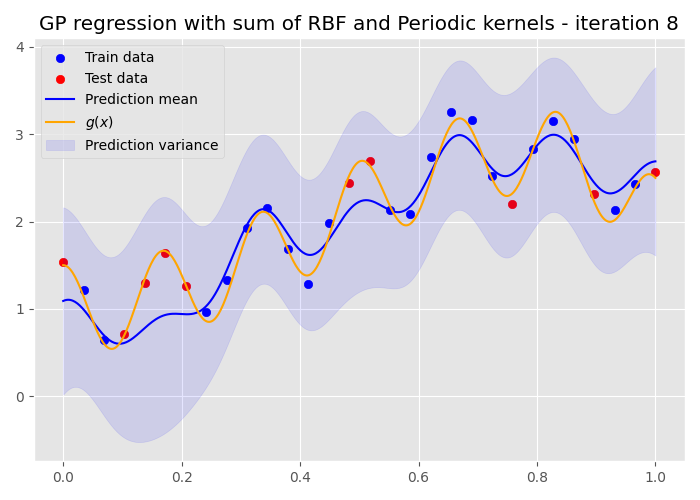 GP regression with sum of RBF and Periodic kernels - iteration 8
Train data
Test data
Prediction mean
g(x)
Prediction variance
4
3
2
1
0
0.0 0.2 0.4 0.6 0.8 1.0